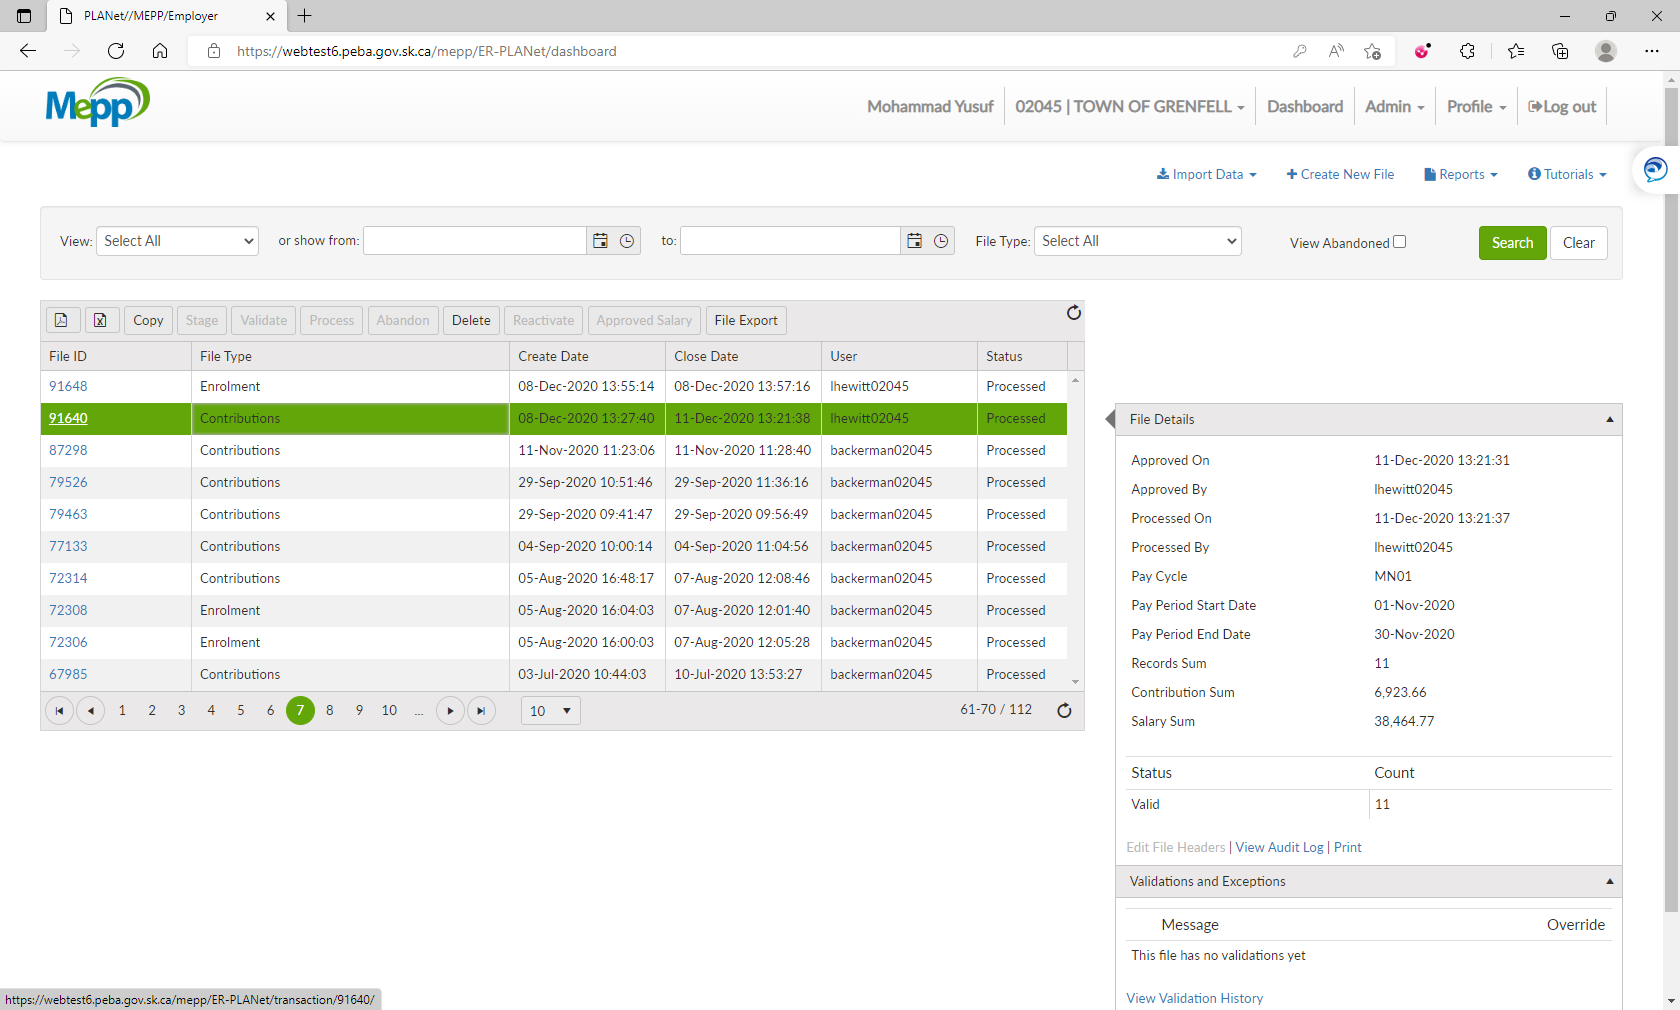 PLANet//MEPP/Employer
https://webtest6.peba.gov.sk.ca/mepp/ER-PLANet/dashboard
Mepp
Mohammad Yusuf
02045 | TOWN OF GRENFELL
Dashboard
Admin
Profile
Log out
Import Data
Create New File
Reports
Tutorials
View: Select All or show from: to: File Type: Select All View Abandoned Search Clear
Copy Stage Validate Process Abandon Delete Reactivate Approved Salary File Export
File ID File Type Create Date Close Date User Status
91648 Enrolment 08-Dec-2020 13:55:14 08-Dec-2020 13:57:16 lhewitt02045 Processed
91640 Contributions 08-Dec-2020 13:27:40 11-Dec-2020 13:21:38 lhewitt02045 Processed
87298 Contributions 11-Nov-2020 11:23:06 11-Nov-2020 11:28:40 backerman02045 Processed
79526 Contributions 29-Sep-2020 10:51:46 29-Sep-2020 11:36:16 backerman02045 Processed
79463 Contributions 29-Sep-2020 09:41:47 29-Sep-2020 09:56:49 backerman02045 Processed
77133 Contributions 04-Sep-2020 10:00:14 04-Sep-2020 11:04:56 backerman02045 Processed
72314 Contributions 05-Aug-2020 16:48:17 07-Aug-2020 12:08:46 backerman02045 Processed
72308 Enrolment 05-Aug-2020 16:04:03 07-Aug-2020 12:01:40 backerman02045 Processed
72306 Enrolment 05-Aug-2020 16:00:03 07-Aug-2020 12:05:28 backerman02045 Processed
67985 Contributions 03-Jul-2020 10:44:03 10-Jul-2020 13:53:27 backerman02045 Processed
1 2 3 4 5 6 7 8 9 10 ... 10 61-70 / 112
File Details
Approved On 11-Dec-2020 13:21:31
Approved By lhewitt02045
Processed On 11-Dec-2020 13:21:37
Processed By lhewitt02045
Pay Cycle MN01
Pay Period Start Date 01-Nov-2020
Pay Period End Date 30-Nov-2020
Records Sum 11
Contribution Sum 6,923.66
Salary Sum 38,464.77
Status Count
Valid 11
Edit File Headers | View Audit Log | Print
Validations and Exceptions
Message Override
This file has no validations yet
View Validation History
https://webtest6.peba.gov.sk.ca/mepp/ER-PLANet/transaction/91640/